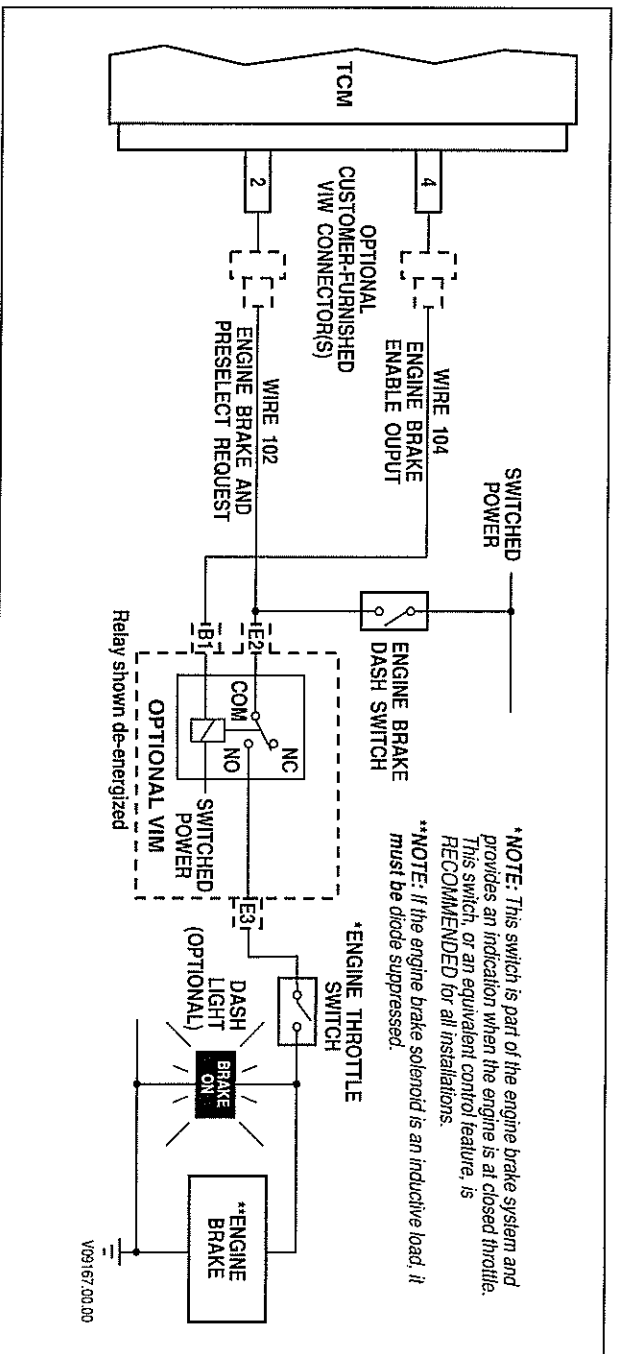 TCM
4
2
OPTIONAL
CUSTOMER-FURNISHED
VIW CONNECTOR(S)
WIRE 104
ENGINE BRAKE
ENABLE OUPUT
WIRE 102
ENGINE BRAKE AND
PRESELECT REQUEST
SWITCHED
POWER
ENGINE BRAKE
DASH SWITCH
*NOTE: This switch is part of the engine brake system and
provides an indication when the engine is at closed throttle.
This switch, or an equivalent control feature, is
RECOMMENDED for all installations.
**NOTE: If the engine brake solenoid is an inductive load, it
must be diode suppressed.
E2
B1
COM
NC
NO
SWITCHED
POWER
OPTIONAL VIM
Relay shown de-energized
E3
*ENGINE THROTTLE
SWITCH
DASH
LIGHT
(OPTIONAL)
BRAKE
ON
**ENGINE
BRAKE
V09167.00.00